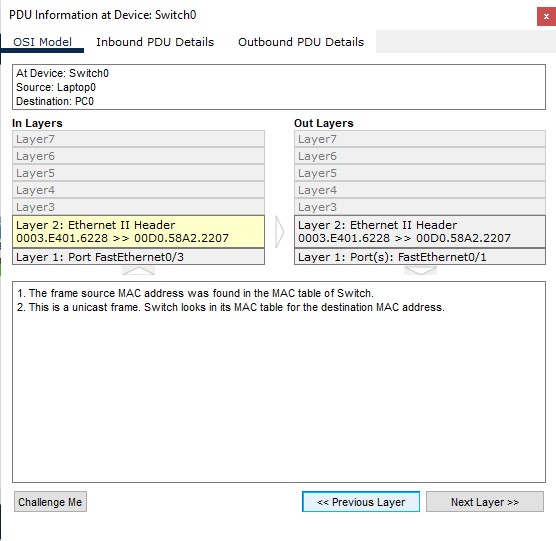 PDU Information at Device: Switch0
x
OSI Model Inbound PDU Details Outbound PDU Details
At Device: Switch0
Source: Laptop0
Destination: PC0
In Layers
Layer7
Layer6
Layer5
Layer4
Layer3
Layer 2: Ethernet II Header
0003.E401.6228 >> 00D0.58A2.2207
Layer 1: Port FastEthernet0/3
Out Layers
Layer7
Layer6
Layer5
Layer4
Layer3
Layer 2: Ethernet II Header
0003.E401.6228 >> 00D0.58A2.2207
Layer 1: Port(s): FastEthernet0/1
1. The frame source MAC address was found in the MAC table of Switch.
2. This is a unicast frame. Switch looks in its MAC table for the destination MAC address.
Challenge Me << Previous Layer Next Layer >>